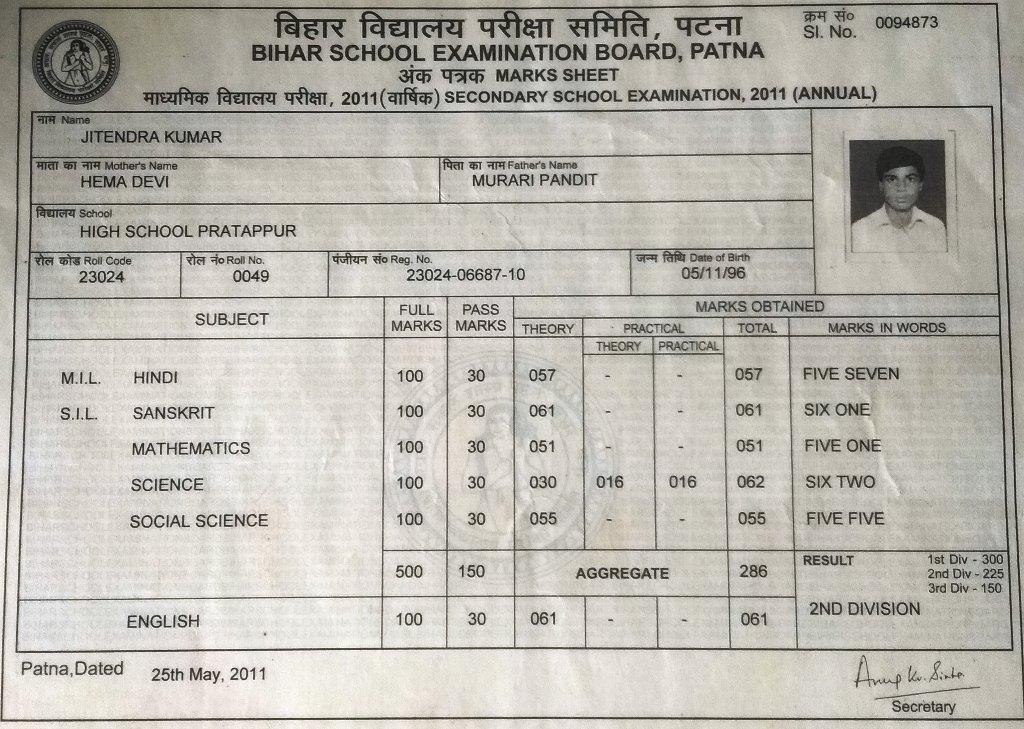 बिहार विद्यालय परीक्षा समिति, पटना
क्रम सं० 0094873
Sl. No.
BIHAR SCHOOL EXAMINATION BOARD, PATNA
अंक पत्रक MARKS SHEET
माध्यमिक विद्यालय परीक्षा, 2011(वार्षिक) SECONDARY SCHOOL EXAMINATION, 2011 (ANNUAL)
नाम Name
JITENDRA KUMAR
माता का नाम Mother's Name पिता का नाम Father's Name
HEMA DEVI MURARI PANDIT
विद्यालय School
HIGH SCHOOL PRATAPPUR
रोल कोड Roll Code रोल नं० Roll No. पंजीयन सं० Reg. No. जन्म तिथि Date of Birth
23024 0049 23024-06687-10 05/11/96
SUBJECT FULL MARKS PASS MARKS MARKS OBTAINED
THEORY PRACTICAL TOTAL MARKS IN WORDS
THEORY PRACTICAL
M.I.L. HINDI 100 30 057 - - 057 FIVE SEVEN
S.I.L. SANSKRIT 100 30 061 - - 061 SIX ONE
MATHEMATICS 100 30 051 - - 051 FIVE ONE
SCIENCE 100 30 030 016 016 062 SIX TWO
SOCIAL SCIENCE 100 30 055 - - 055 FIVE FIVE
500 150 AGGREGATE 286 RESULT 1st Div - 300
2nd Div - 225
3rd Div - 150
2ND DIVISION
ENGLISH 100 30 061 - - 061
Patna,Dated 25th May, 2011
Anup Kr. Sinha
Secretary